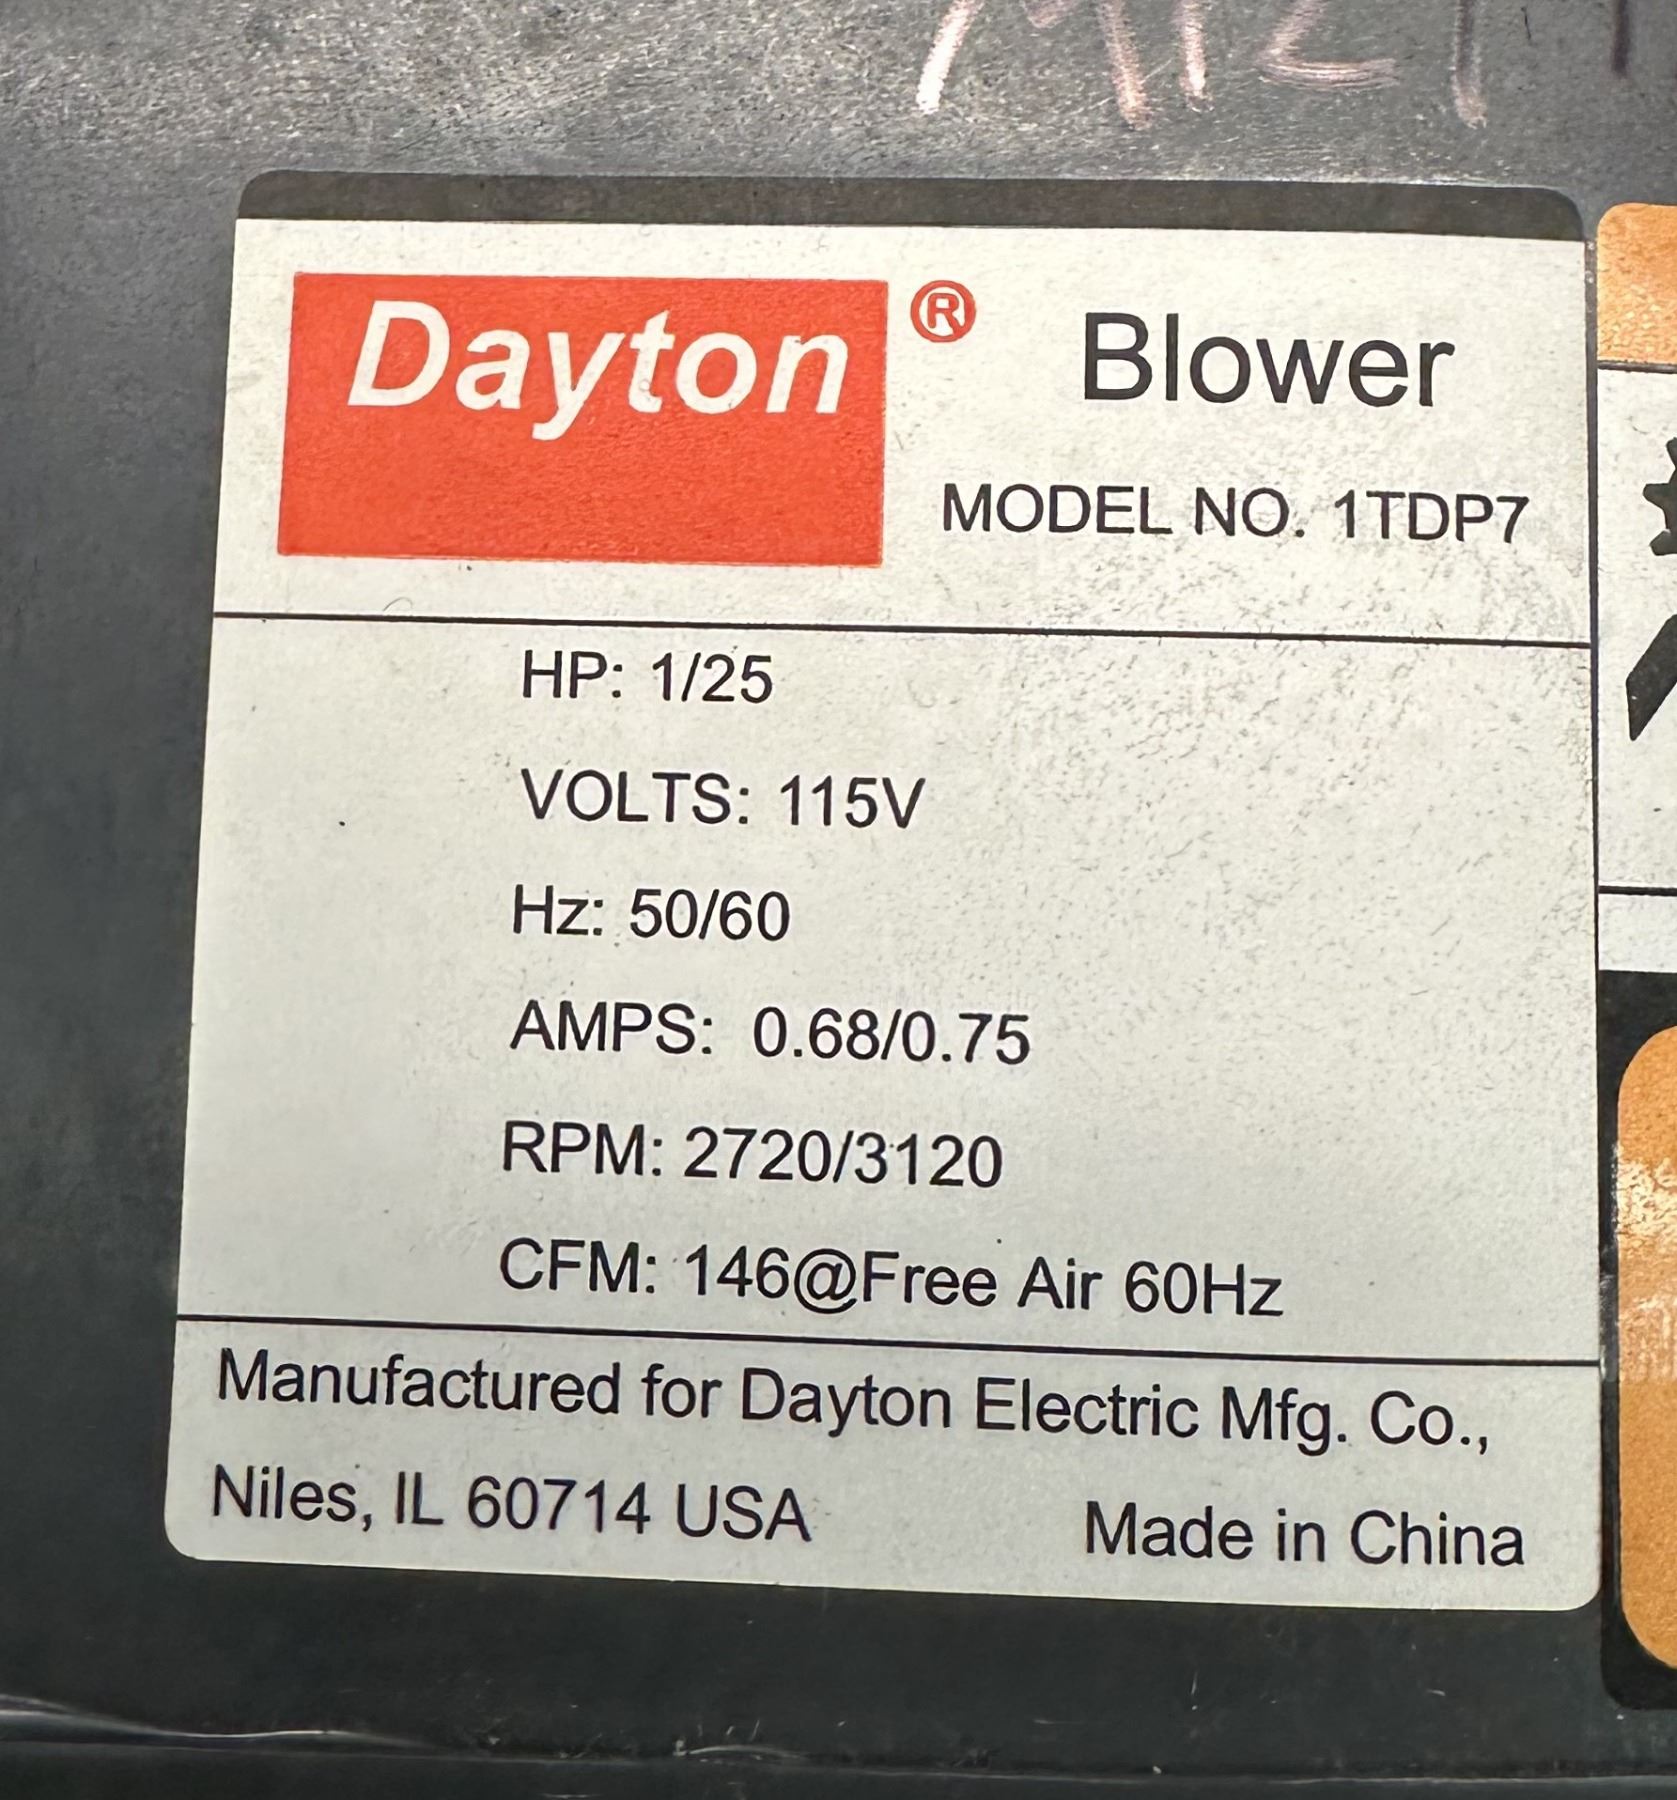 Dayton® Blower
MODEL NO. 1TDP7
HP: 1/25
VOLTS: 115V
Hz: 50/60
AMPS: 0.68/0.75
RPM: 2720/3120
CFM: 146@Free Air 60Hz
Manufactured for Dayton Electric Mfg. Co.,
Niles, IL 60714 USA Made in China